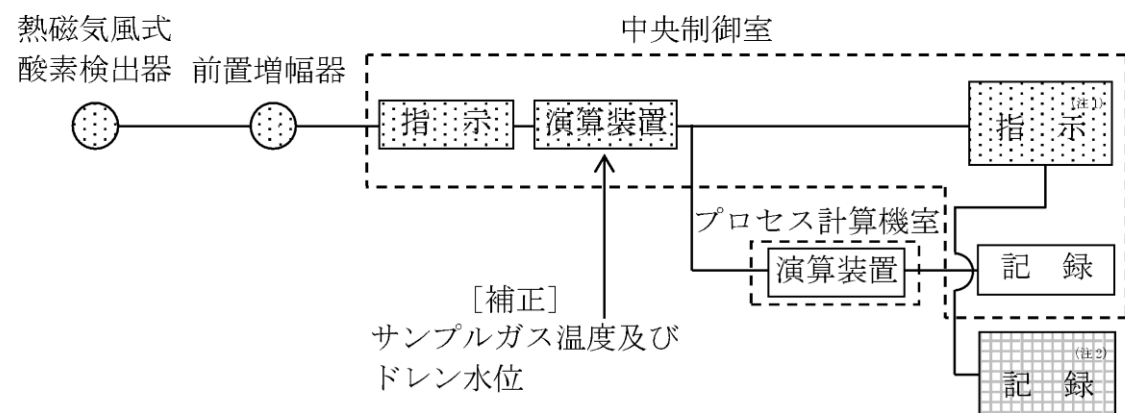 熱磁気風式
酸素検出器
前置増幅器
中央制御室
指 示
演算装置
(注1)
指 示
プロセス計算機室
演算装置
記 録
[補正]
サンプルガス温度及び
ドレン水位
(注2)
記 録